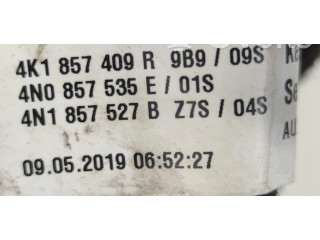 4K1 857 409 R 9B9 / 09S
4N0 857 535 E / 01S
4N1 857 527 B Z7S / 04S
09.05.2019 06:52:27